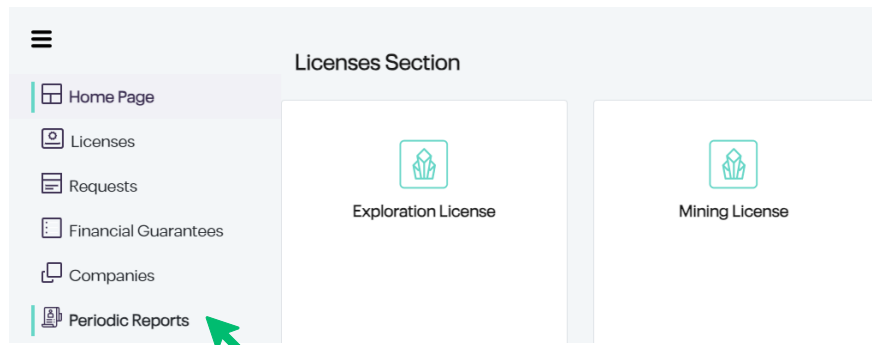 Licenses Section
Home Page
Licenses
Requests
Financial Guarantees
Companies
Periodic Reports
Exploration License
Mining License